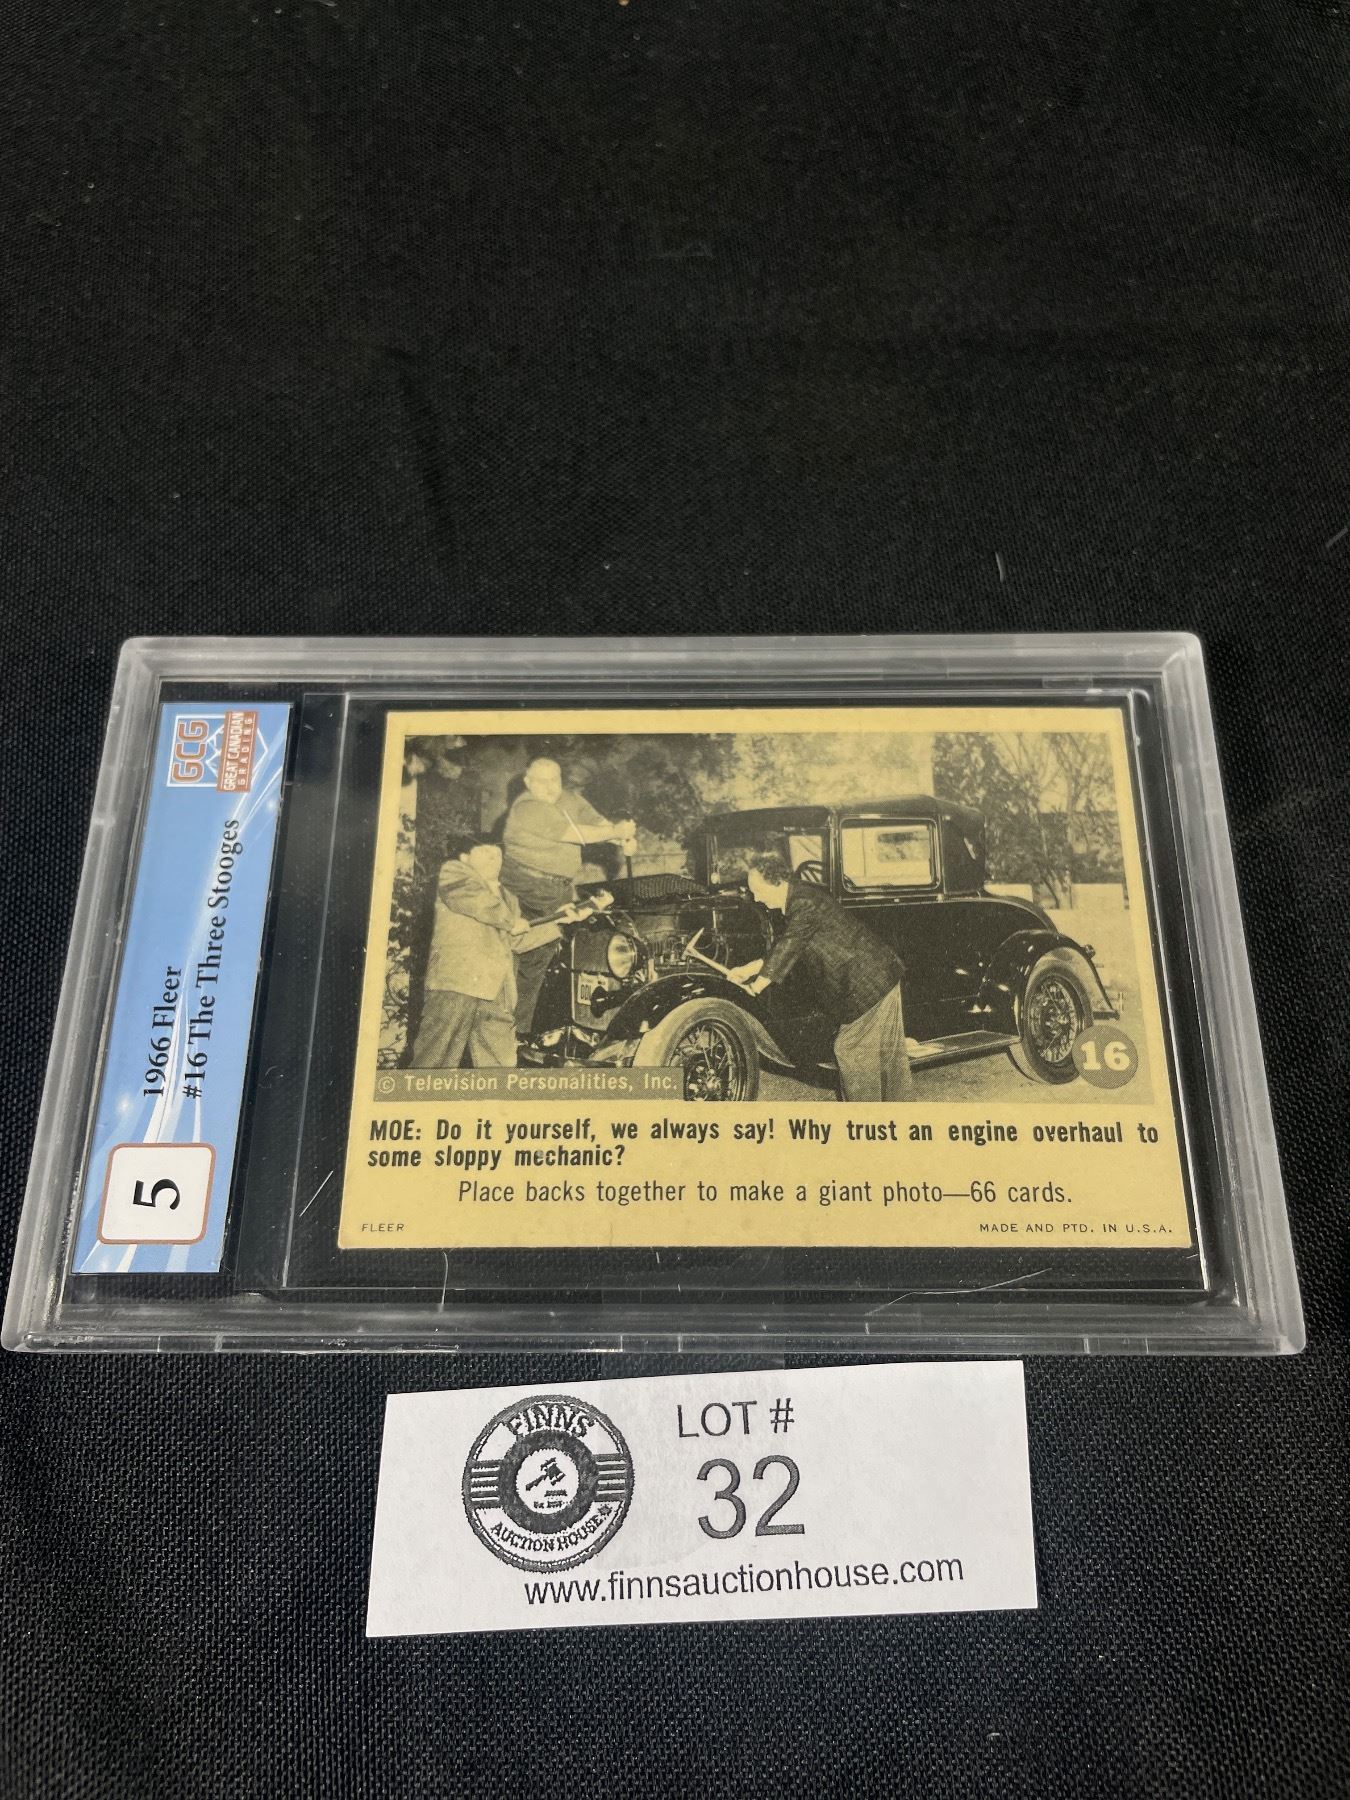 GCG
GREAT CANADIAN
GRADING
1966 Fleer
#16 The Three Stooges
5
© Television Personalities, Inc.
16
MOE: Do it yourself, we always say! Why trust an engine overhaul to
some sloppy mechanic?
Place backs together to make a giant photo—66 cards.
FLEER
MADE AND PTD. IN U.S.A.
FINNS
AUCTION HOUSE
LOT #
32
www.finnsauctionhouse.com